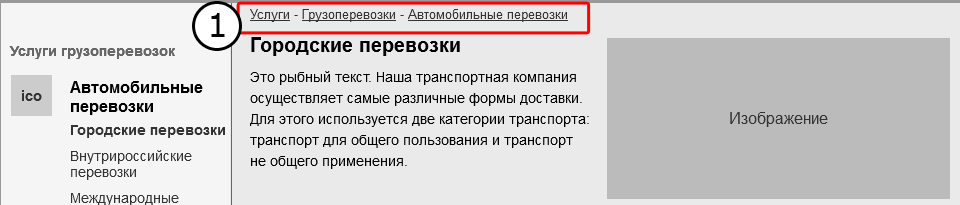 1
Услуги - Грузоперевозки - Автомобильные перевозки
Услуги грузоперевозок
ico
Автомобильные
перевозки
Городские перевозки
Внутрироссийские
перевозки
Международные
Городские перевозки
Это рыбный текст. Наша транспортная компания
осуществляет самые различные формы доставки.
Для этого используется две категории транспорта:
транспорт для общего пользования и транспорт
не общего применения.
Изображение